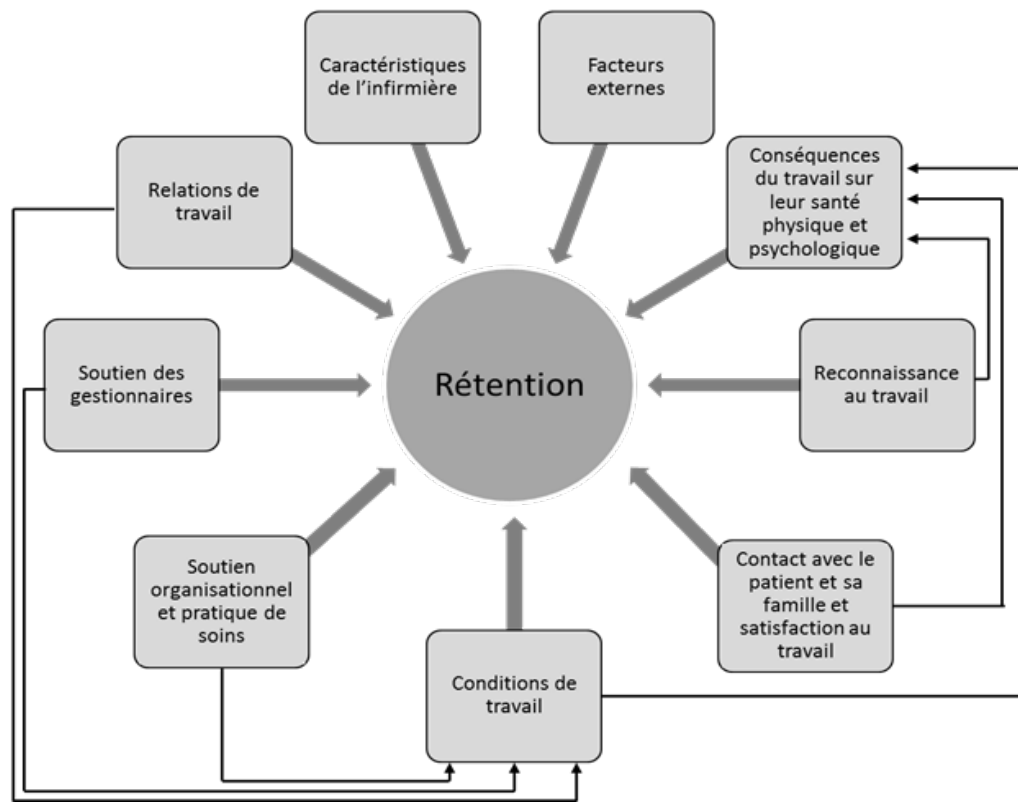 Caractéristiques
de l'infirmière
Facteurs
externes
Conséquences
du travail sur
leur santé
physique et
psychologique
Relations de
travail
Soutien des
gestionnaires
Rétention
Reconnaissance
au travail
Soutien
organisationnel
et pratique de
soins
Contact avec le
patient et sa
famille et
satisfaction au
travail
Conditions de
travail